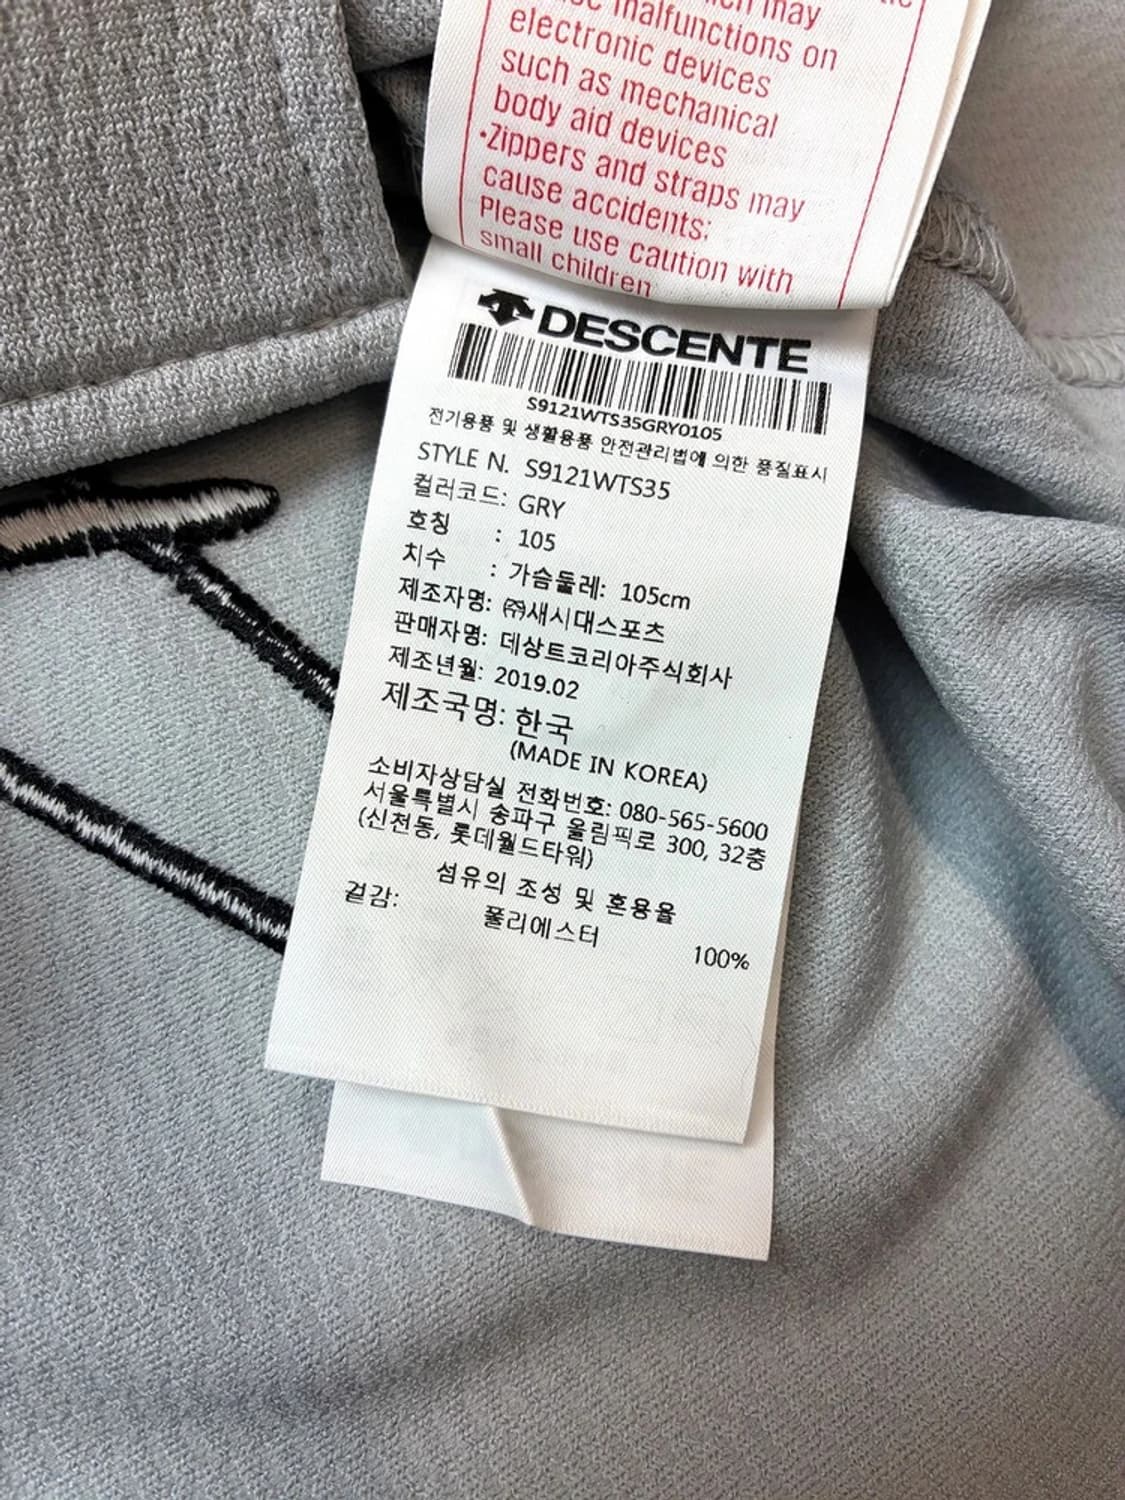 may
malfunctions on
electronic devices
such as mechanical
body aid devices
•Zippers and straps may
cause accidents;
Please use caution with
small children
DESCENTE
S9121WTS35GRY0105
전기용품 및 생활용품 안전관리법에 의한 품질표시
STYLE N. S9121WTS35
컬러코드: GRY
호칭 : 105
치수 : 가슴둘레: 105cm
제조자명: ㈜새시대스포츠
판매자명: 데상트코리아주식회사
제조년월: 2019.02
제조국명: 한국
(MADE IN KOREA)
소비자상담실 전화번호: 080-565-5600
서울특별시 송파구 올림픽로 300, 32층
(신천동, 롯데월드타워)
섬유의 조성 및 혼용율
겉감:
폴리에스터 100%